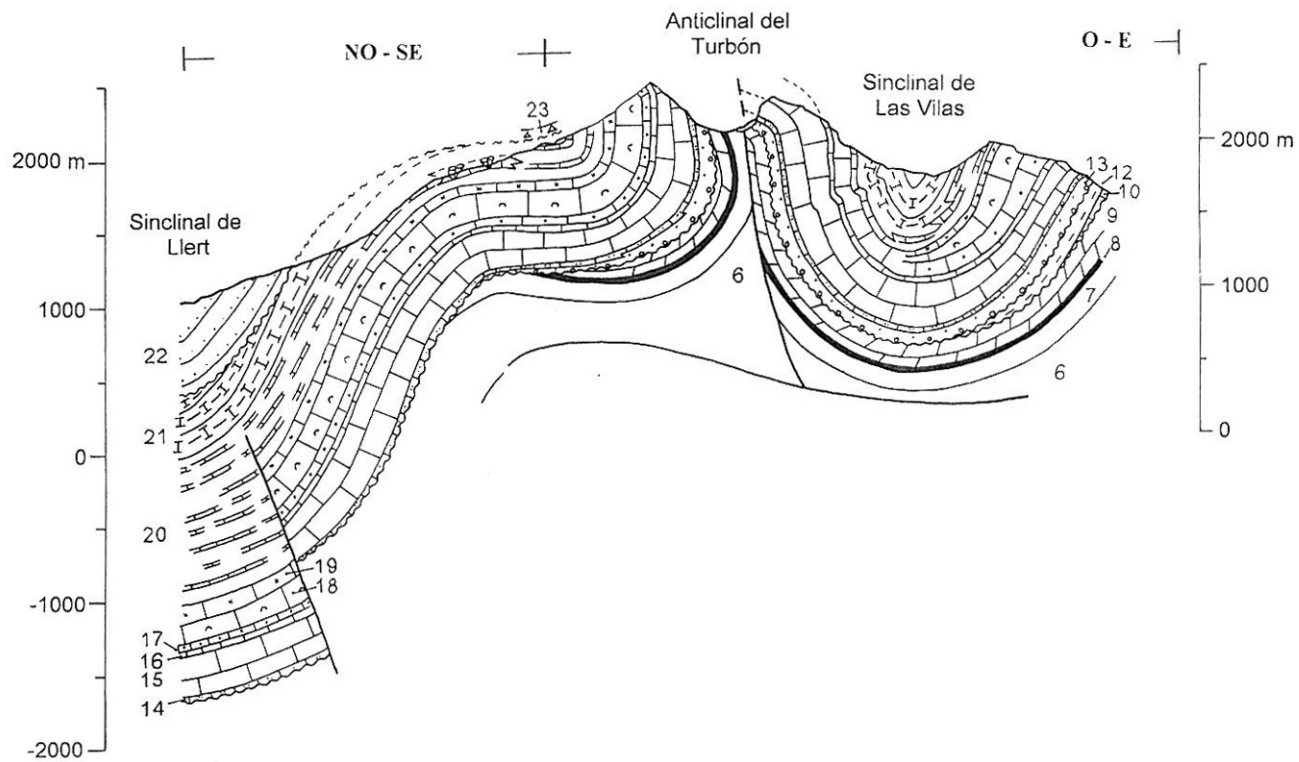 Anticlinal del
Turbón
NO - SE
O - E
Sinclinal de
Las Vilas
23
2000 m
2000 m
13
12
10
9
8
7
6
6
Sinclinal de
Llert
1000
1000
22
0
21
0
20
19
18
-1000
17
16
15
14
-2000